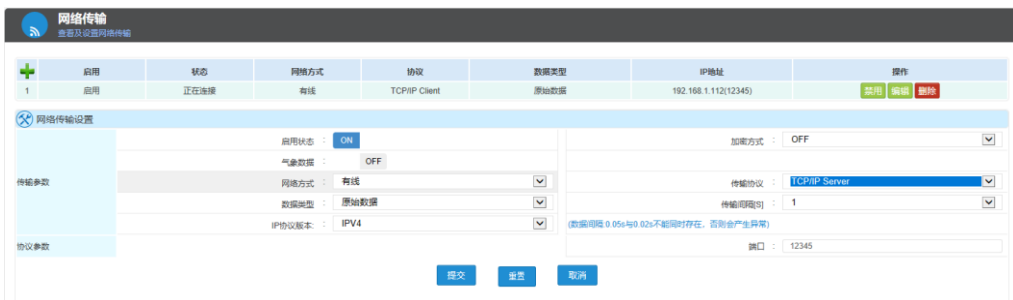 网络传输
查看及设置网络传输
启用 状态 网络方式 协议 数据类型 IP地址 操作
1 启用 正在连接 有线 TCP/IP Client 原始数据 192.168.1.112(12345) 禁用 编辑 删除
网络传输设置
启用状态 : ON 加密方式 : OFF
气象数据 : OFF
传输参数 网络方式 : 有线 传输协议 : TCP/IP Server
数据类型 : 原始数据 传输间隔[S] : 1
IP协议版本: : IPV4 (数据间隔 0.05s与0.02s不能同时存在，否则会产生异常)
协议参数 端口 : 12345
提交 重置 取消